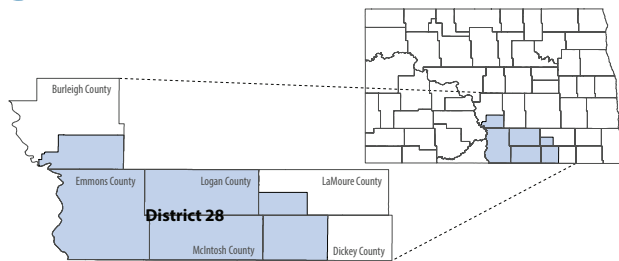 Burleigh County
Emmons County
Logan County
LaMoure County
District 28
McIntosh County
Dickey County